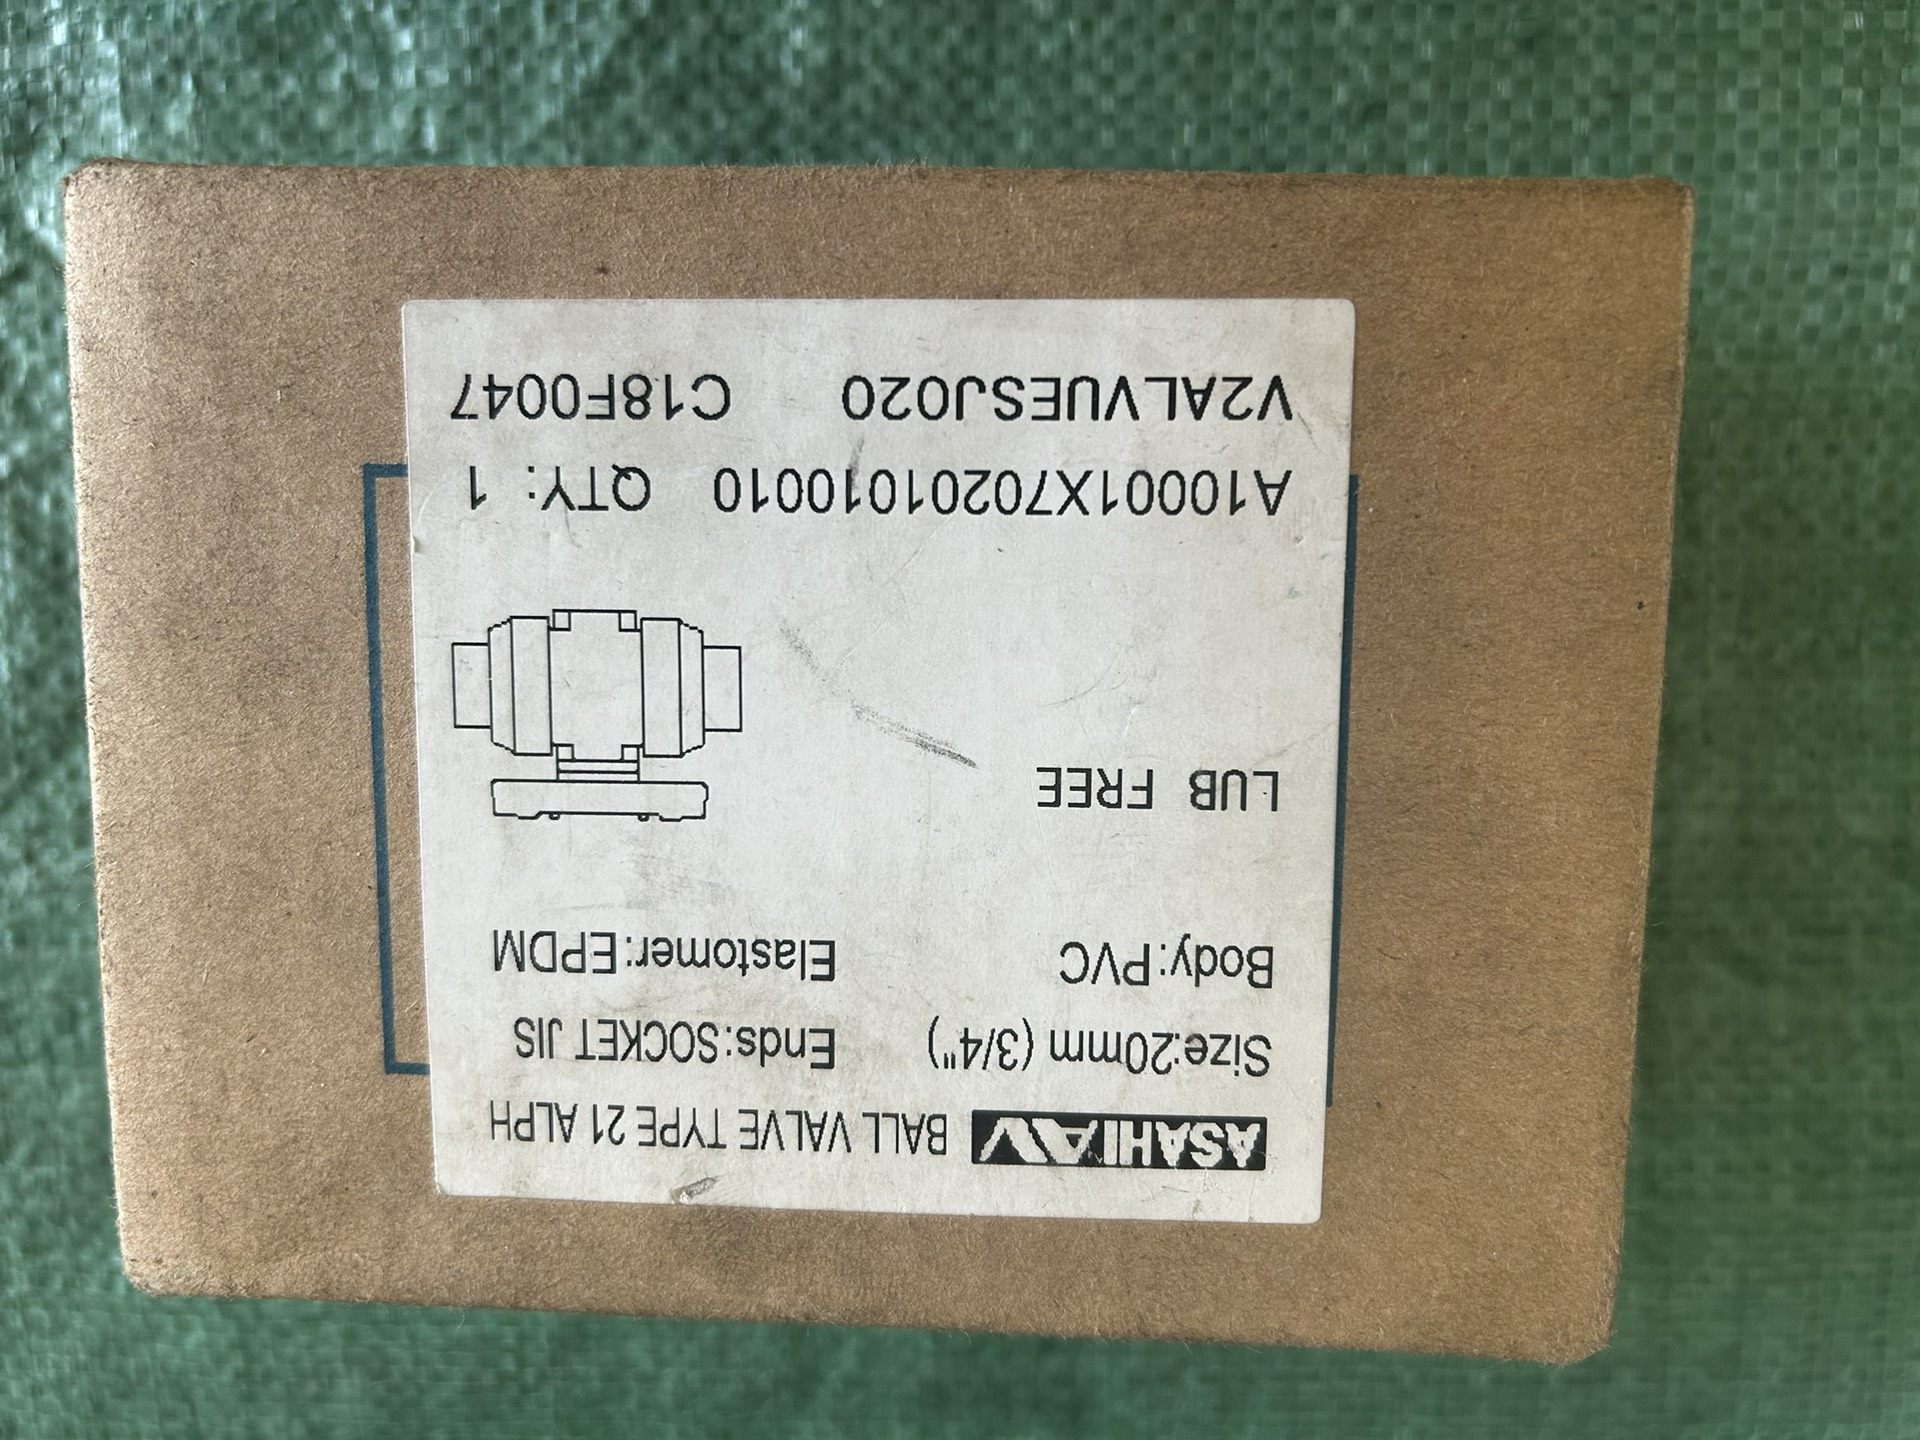 ASAHI AV BALL VALVE TYPE 21 ALPH
Size:20mm (3/4") Ends:SOCKET JIS
Body:PVC Elastomer:EPDM
LUB FREE
A10001X70201010010 QTY: 1
V2ALVUESJ020 C18F0047